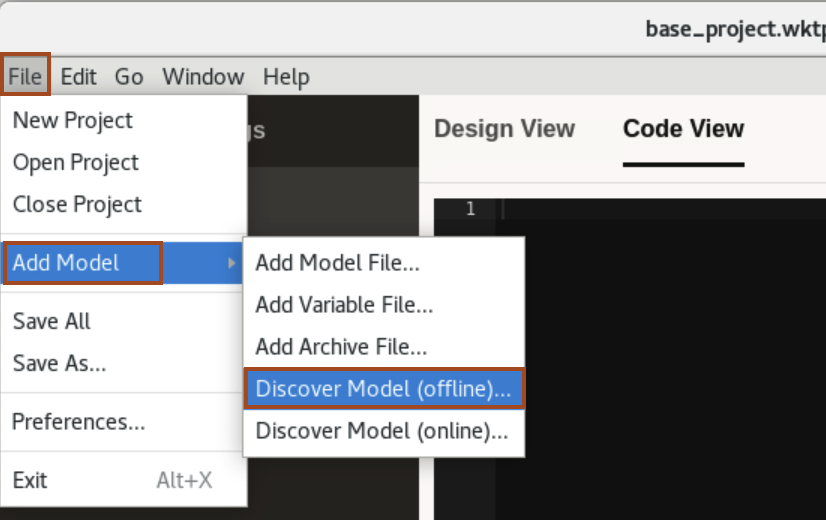 base_project.wktp
File Edit Go Window Help
New Project
Open Project
Close Project
Add Model
Save All
Save As...
Preferences...
Exit Alt+X
Add Model File...
Add Variable File...
Add Archive File...
Discover Model (offline)...
Discover Model (online)...
gs
Design View Code View
1